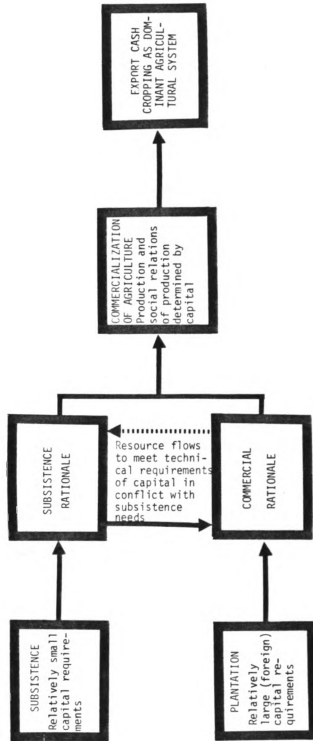 SUBSISTENCE
Relatively small
capital require-
ments
PLANTATION
Relatively
large (foreign)
capital re-
quirements
SUBSISTENCE
RATIONALE
Resource flows
to meet techni-
cal requirements
of capital in
conflict with
subsistence
needs
COMMERCIAL
RATIONALE
COMMERCIALIZATION
OF AGRICULTURE
Production and
social relations
of production
determined by
capital
EXPORT CASH
CROPPING AS DOM-
INANT AGRICUL-
TURAL SYSTEM